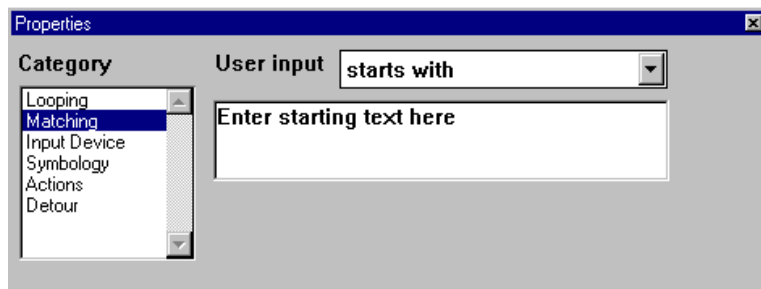 Properties
Category
User input
starts with
Looping
Matching
Input Device
Symbology
Actions
Detour
Enter starting text here